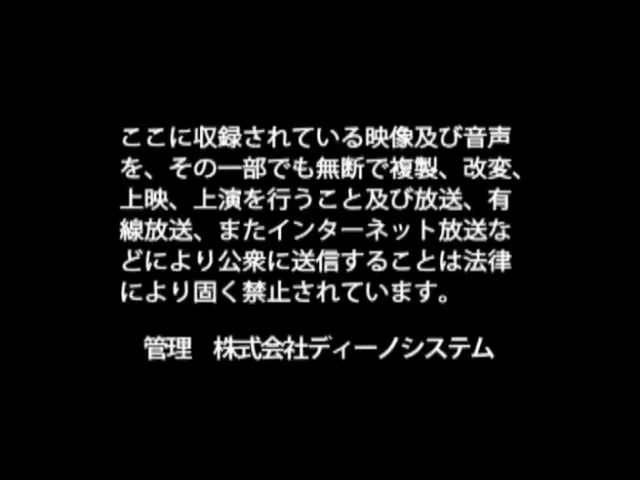 ここに収録されている映像及び音声
を、その一部でも無断で複製、改変、
上映、上演を行うこと及び放送、有
線放送、またインターネット放送な
どにより公衆に送信することは法律
により固く禁止されています。
管理　株式会社ディーノシステム